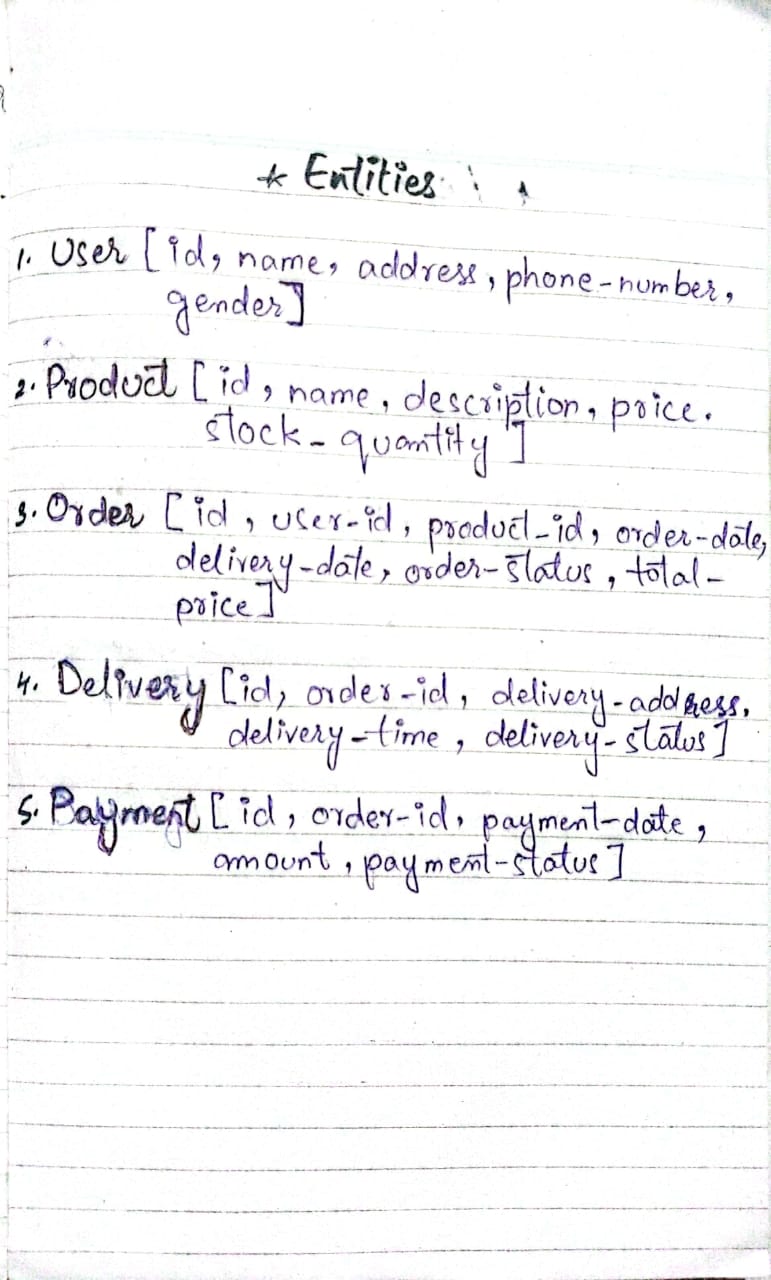 * Entities :
1. User [id, name, address, phone-number,
gender]
2. Product [id, name, description, price.
stock-quantity]
3. Order [id, user-id, product-id, order-date,
delivery-date, order-status, total-
price]
4. Delivery [id, order-id, delivery-address,
delivery-time, delivery-status]
5. Payment [id, order-id, payment-date,
amount, payment-status]